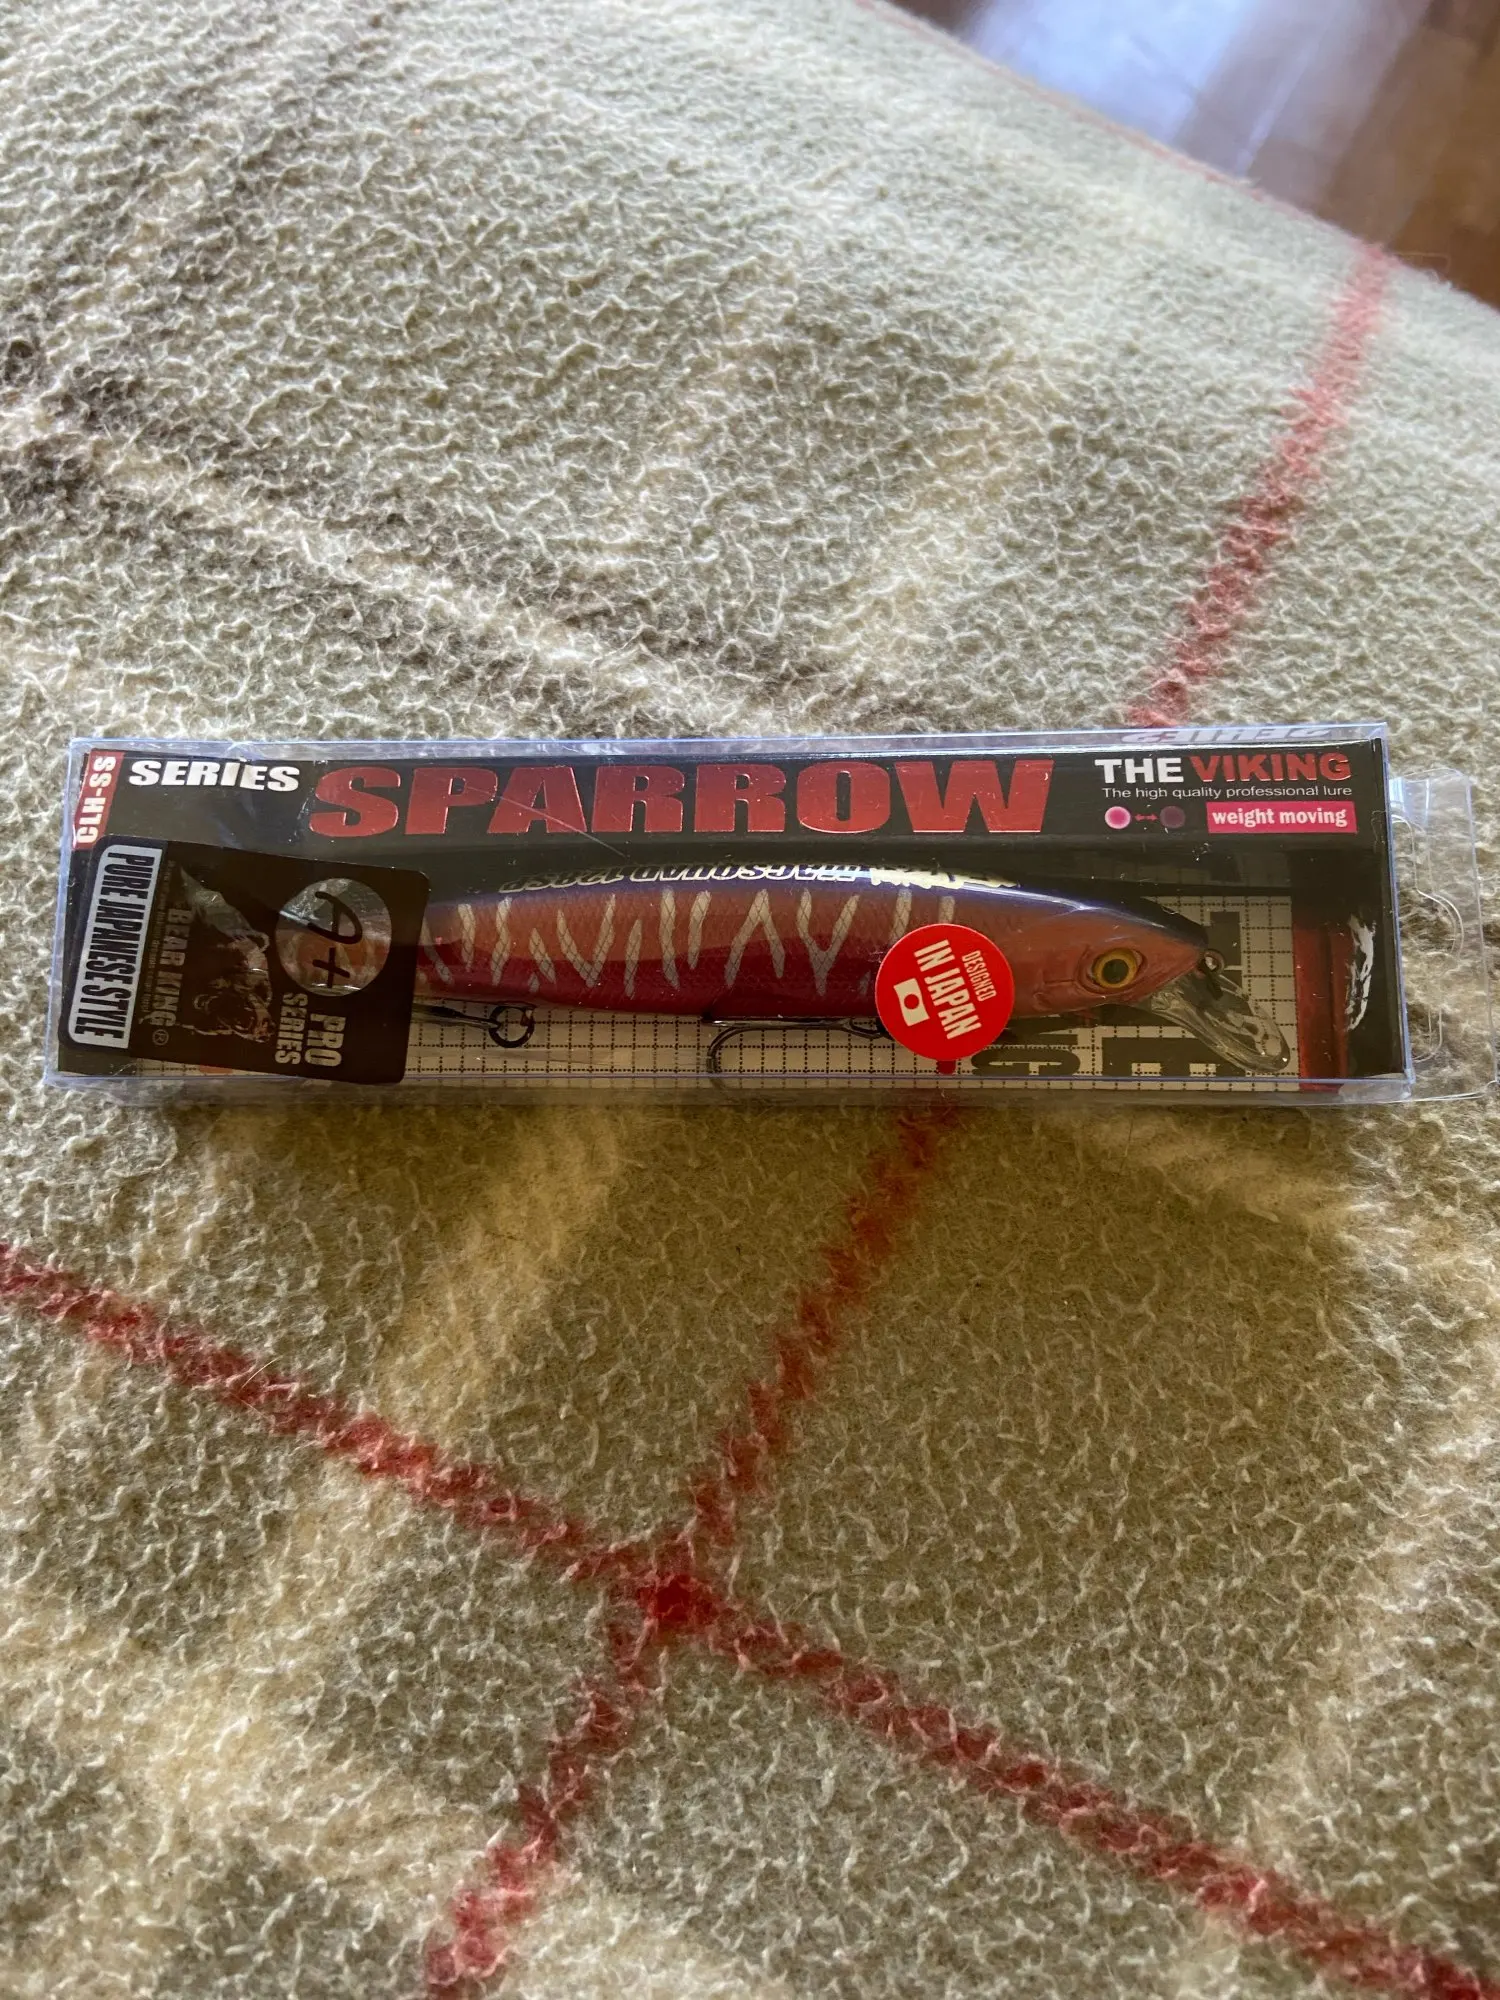 CLH-SS
SERIES
SPARROW
THE VIKING
The high quality professional lure
weight moving
PURE JAPANESE STYLE
BEAR KING®
A+
PRO
SERIES
DESIGNED
IN JAPAN